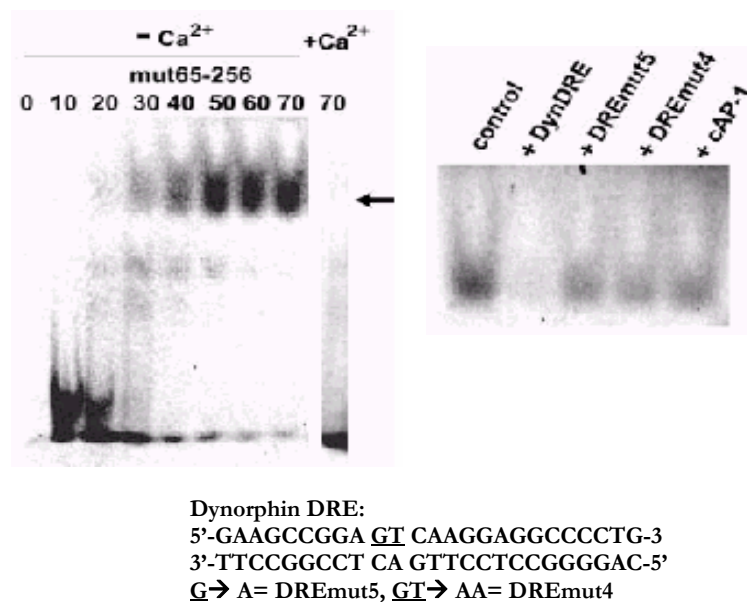 − Ca²⁺ +Ca²⁺
mut65-256
0 10 20 30 40 50 60 70 70
control
+ DynDRE
+ DREmut5
+ DREmut4
+ cAP-1
Dynorphin DRE:
5’-GAAGCCGGA GT CAAGGAGGCCCCTG-3
3’-TTCCGGCCT CA GTTCCTCCGGGGAC-5’
G→ A= DREmut5, GT→ AA= DREmut4